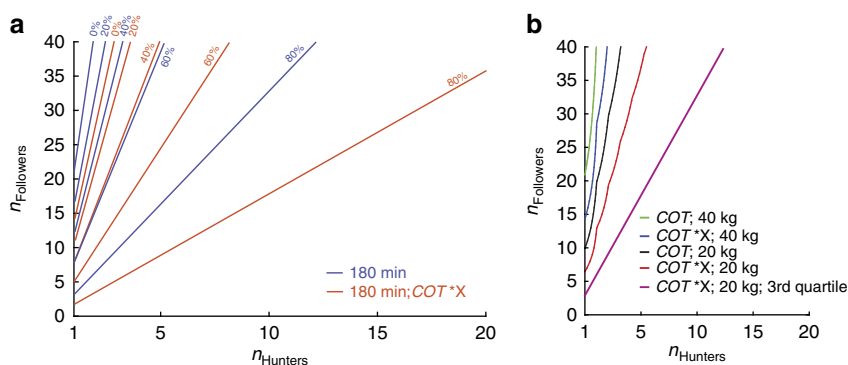 a
0% 20% 0% 40% 20%
40% 60% 60% 80% 80%
40
35
30
25
20
15
10
5
0
nFollowers
1 5 10 15 20
nHunters
180 min
180 min;COT *X
b
40
35
30
25
20
15
10
5
0
nFollowers
1 5 10 15 20
nHunters
COT; 40 kg
COT *X; 40 kg
COT; 20 kg
COT *X; 20 kg
COT *X; 20 kg; 3rd quartile